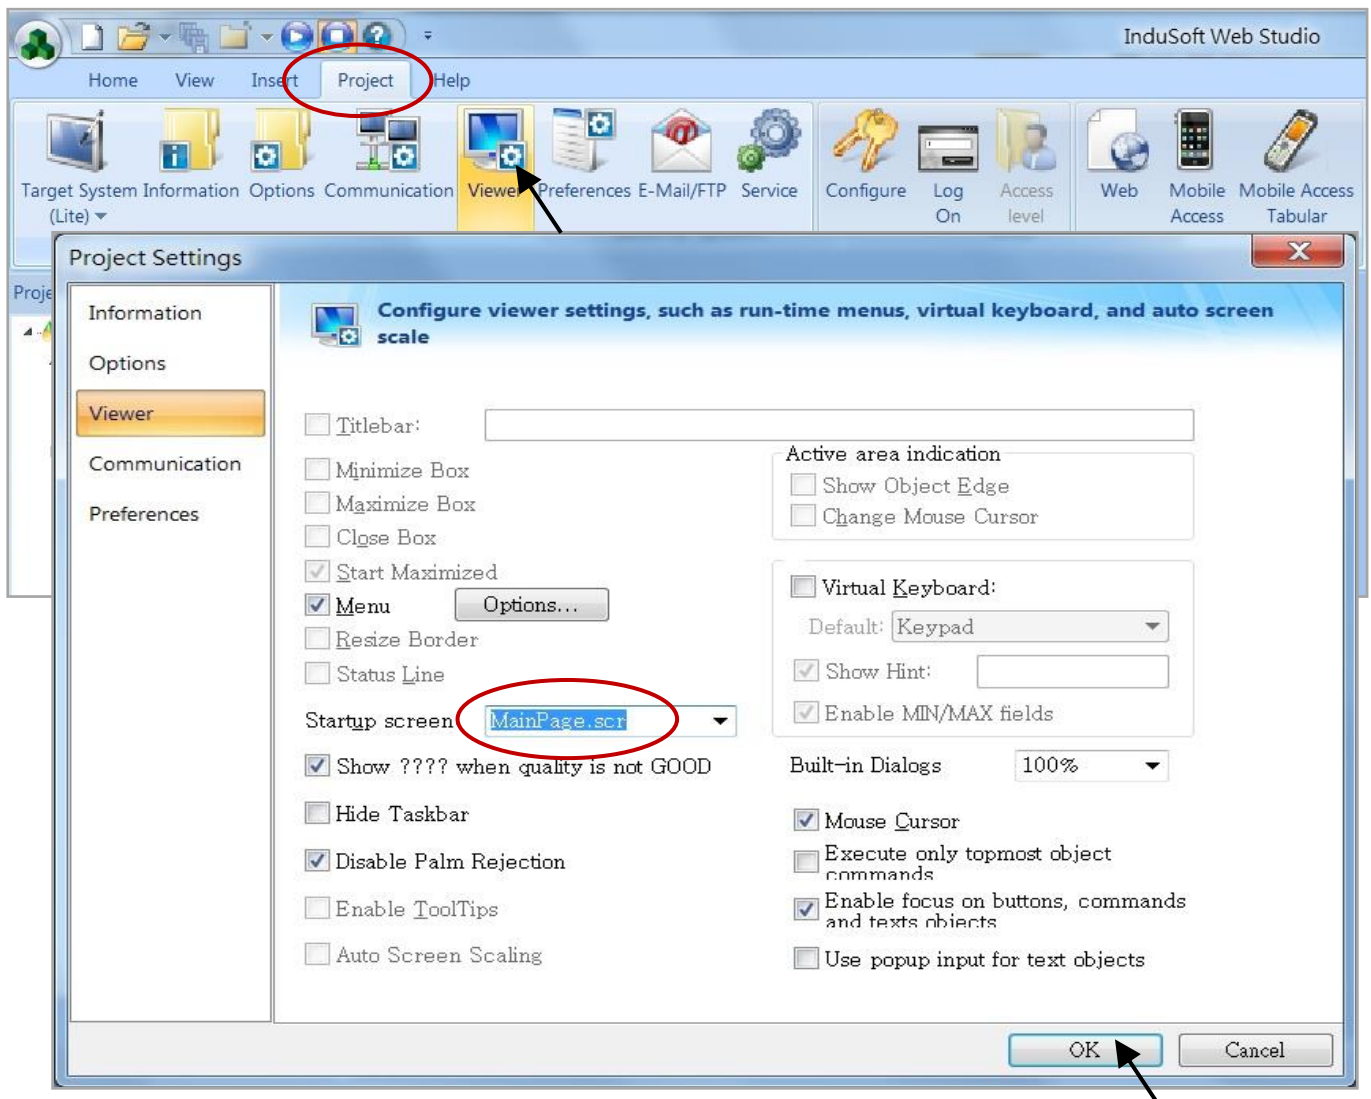 InduSoft Web Studio
Home View Insert Project Help
Target System (Lite) Information Options Communication Viewer Preferences E-Mail/FTP Service Configure Log On Access level Web Mobile Access Mobile Access Tabular
Project Settings
Proje
Information
Options
Viewer
Communication
Preferences
Configure viewer settings, such as run-time menus, virtual keyboard, and auto screen
scale
Titlebar:
Minimize Box
Maximize Box
Close Box
Start Maximized
Menu Options...
Resize Border
Status Line
Startup screen MainPage.scr
Show ???? when quality is not GOOD
Hide Taskbar
Disable Palm Rejection
Enable ToolTips
Auto Screen Scaling
Active area indication
Show Object Edge
Change Mouse Cursor
Virtual Keyboard:
Default: Keypad
Show Hint:
Enable MIN/MAX fields
Built-in Dialogs 100%
Mouse Cursor
Execute only topmost object
commands
Enable focus on buttons, commands
and texts objects
Use popup input for text objects
OK Cancel